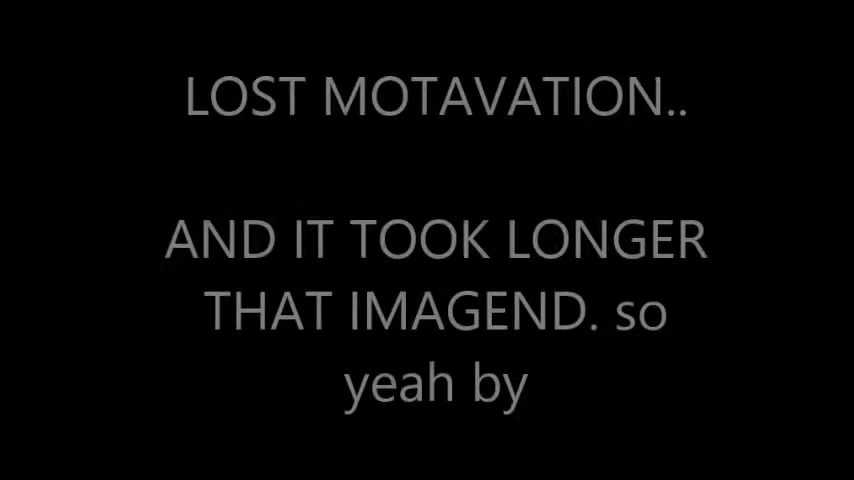 LOST MOTAVATION..
AND IT TOOK LONGER
THAT IMAGEND. so
yeah by